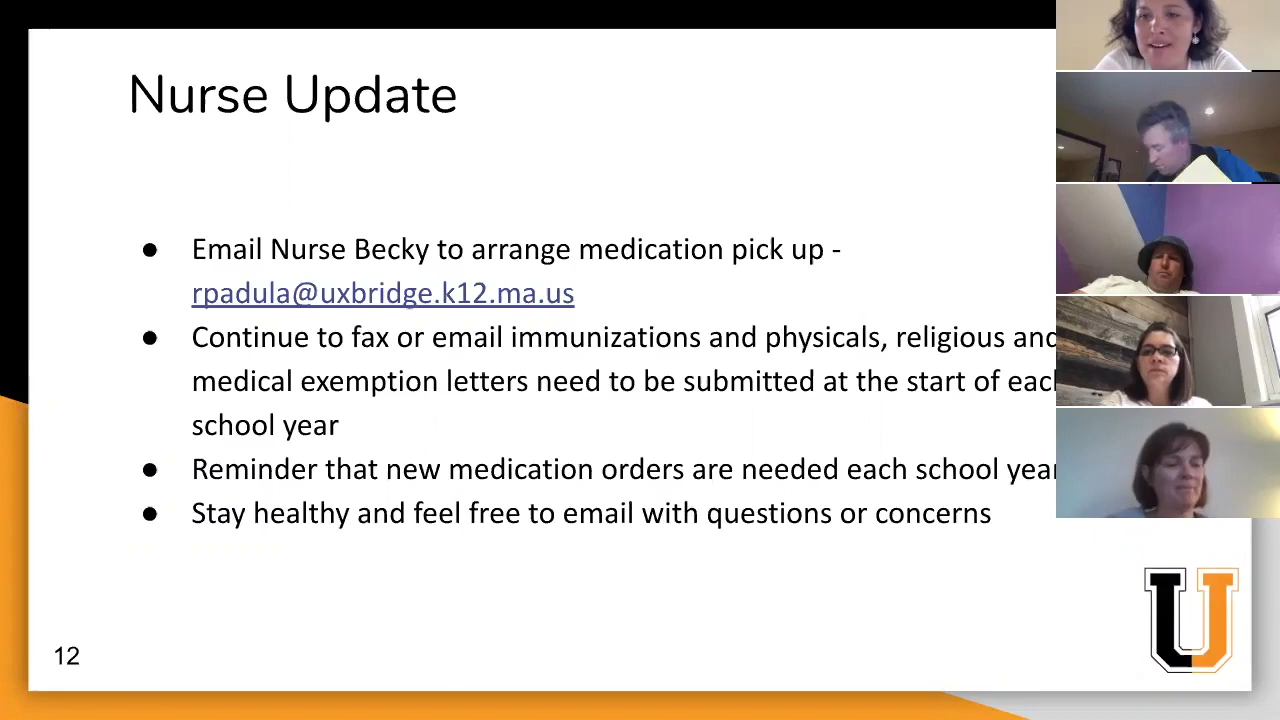 Nurse Update
● Email Nurse Becky to arrange medication pick up -
rpadula@uxbridge.k12.ma.us
● Continue to fax or email immunizations and physicals, religious and
medical exemption letters need to be submitted at the start of each
school year
● Reminder that new medication orders are needed each school year
● Stay healthy and feel free to email with questions or concerns
U
12